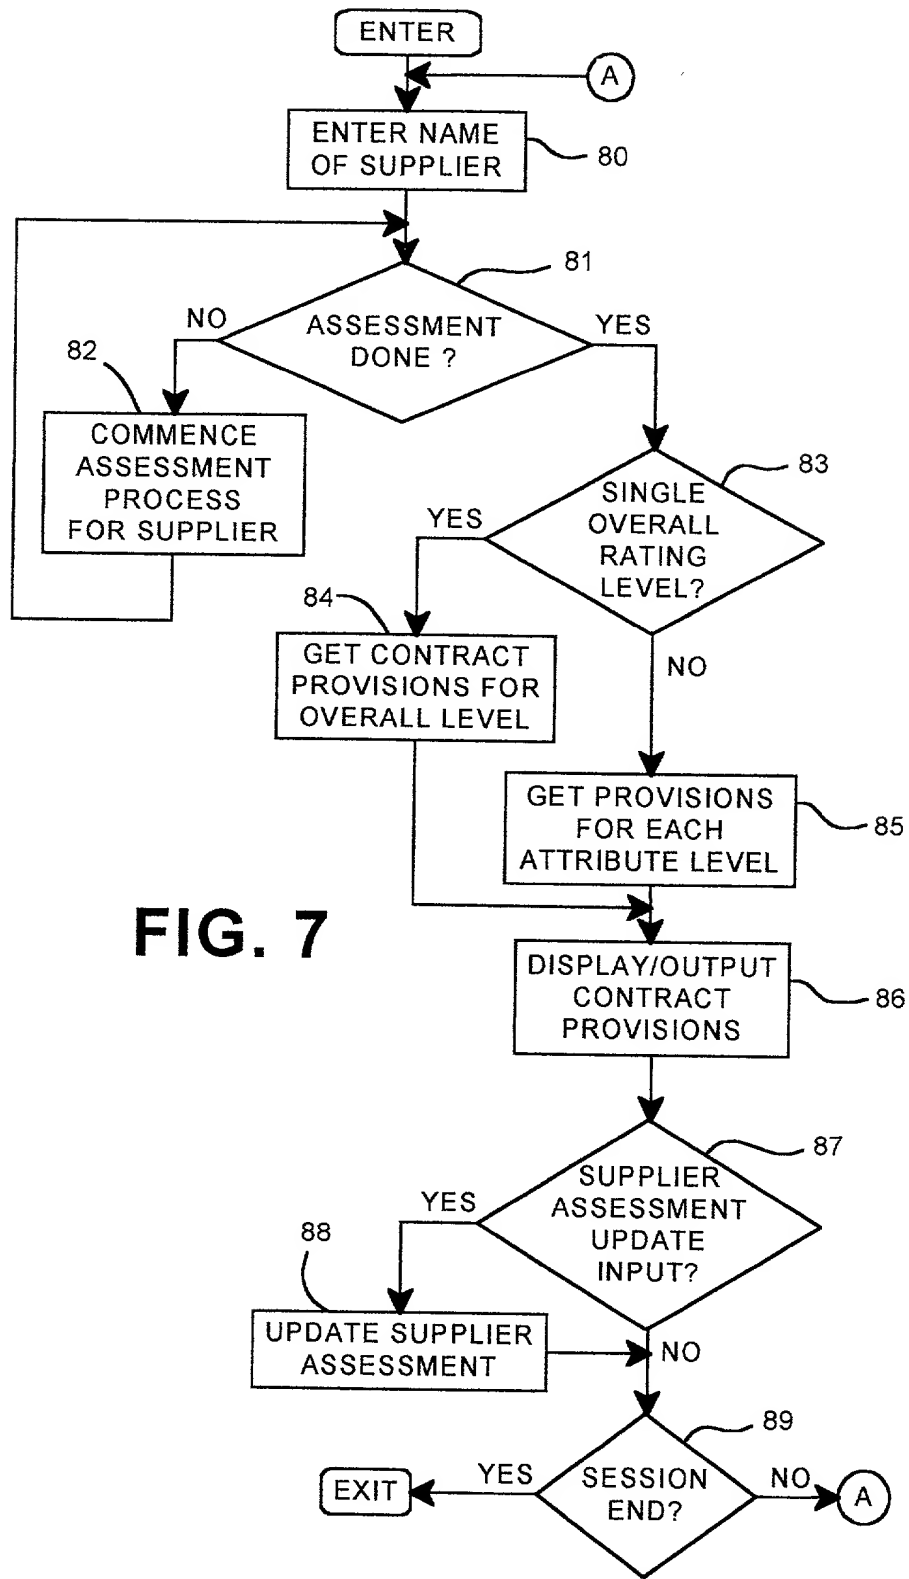 ENTER
A
ENTER NAME
OF SUPPLIER
80
81
NO
ASSESSMENT
DONE ?
YES
82
COMMENCE
ASSESSMENT
PROCESS
FOR SUPPLIER
83
SINGLE
OVERALL
RATING
LEVEL?
YES
84
GET CONTRACT
PROVISIONS FOR
OVERALL LEVEL
NO
GET PROVISIONS
FOR EACH
ATTRIBUTE LEVEL
85
FIG. 7
DISPLAY/OUTPUT
CONTRACT
PROVISIONS
86
87
SUPPLIER
ASSESSMENT
UPDATE
INPUT?
YES
88
UPDATE SUPPLIER
ASSESSMENT
NO
89
SESSION
END?
YES
EXIT
NO
A